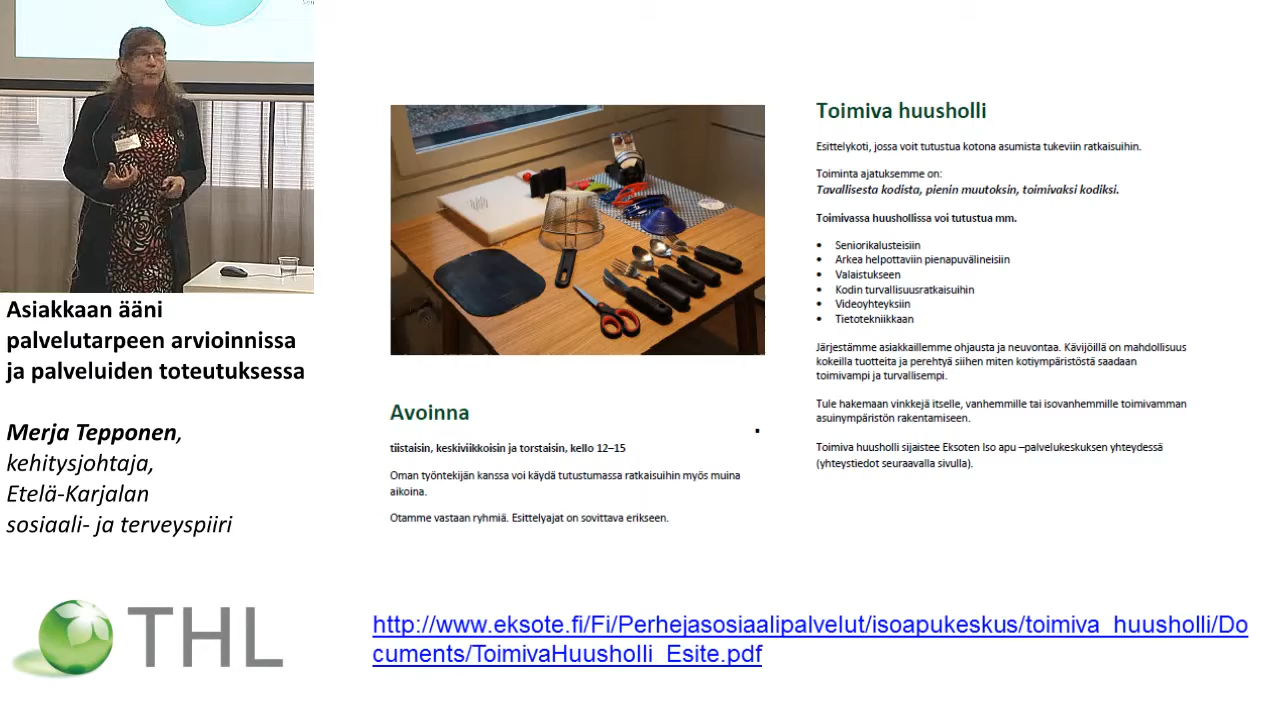 Asiakkaan ääni
palvelutarpeen arvioinnissa
ja palveluiden toteutuksessa
Merja Tepponen,
kehitysjohtaja,
Etelä-Karjalan
sosiaali- ja terveyspiiri
THL
Avoinna
tiistaisin, keskiviikkoisin ja torstaisin, kello 12–15
Oman työntekijän kanssa voi käydä tutustumassa ratkaisuihin myös muina
aikoina.
Otamme vastaan ryhmiä. Esittelyajat on sovittava erikseen.
Toimiva huusholli
Esittelykoti, jossa voit tutustua kotona asumista tukeviin ratkaisuihin.
Toiminta ajatuksemme on:
Tavallisesta kodista, pienin muutoksin, toimivaksi kodiksi.
Toimivassa huushollissa voi tutustua mm.
• Seniorikalusteisiin
• Arkea helpottaviin pienapuvälineisiin
• Valaistukseen
• Kodin turvallisuusratkaisuihin
• Videoyhteyksiin
• Tietotekniikkaan
Järjestämme asiakkaillemme ohjausta ja neuvontaa. Kävijöillä on mahdollisuus
kokeilla tuotteita ja perehtyä siihen miten kotiympäristöstä saadaan
toimivampi ja turvallisempi.
Tule hakemaan vinkkejä itselle, vanhemmille tai isovanhemmille toimivamman
asuinympäristön rakentamiseen.
Toimiva huusholli sijaistee Eksoten Iso apu –palvelukeskuksen yhteydessä
(yhteystiedot seuraavalla sivulla).
http://www.eksote.fi/Fi/Perhejasosiaalipalvelut/isoapukeskus/toimiva_huusholli/Do
cuments/ToimivaHuusholli_Esite.pdf